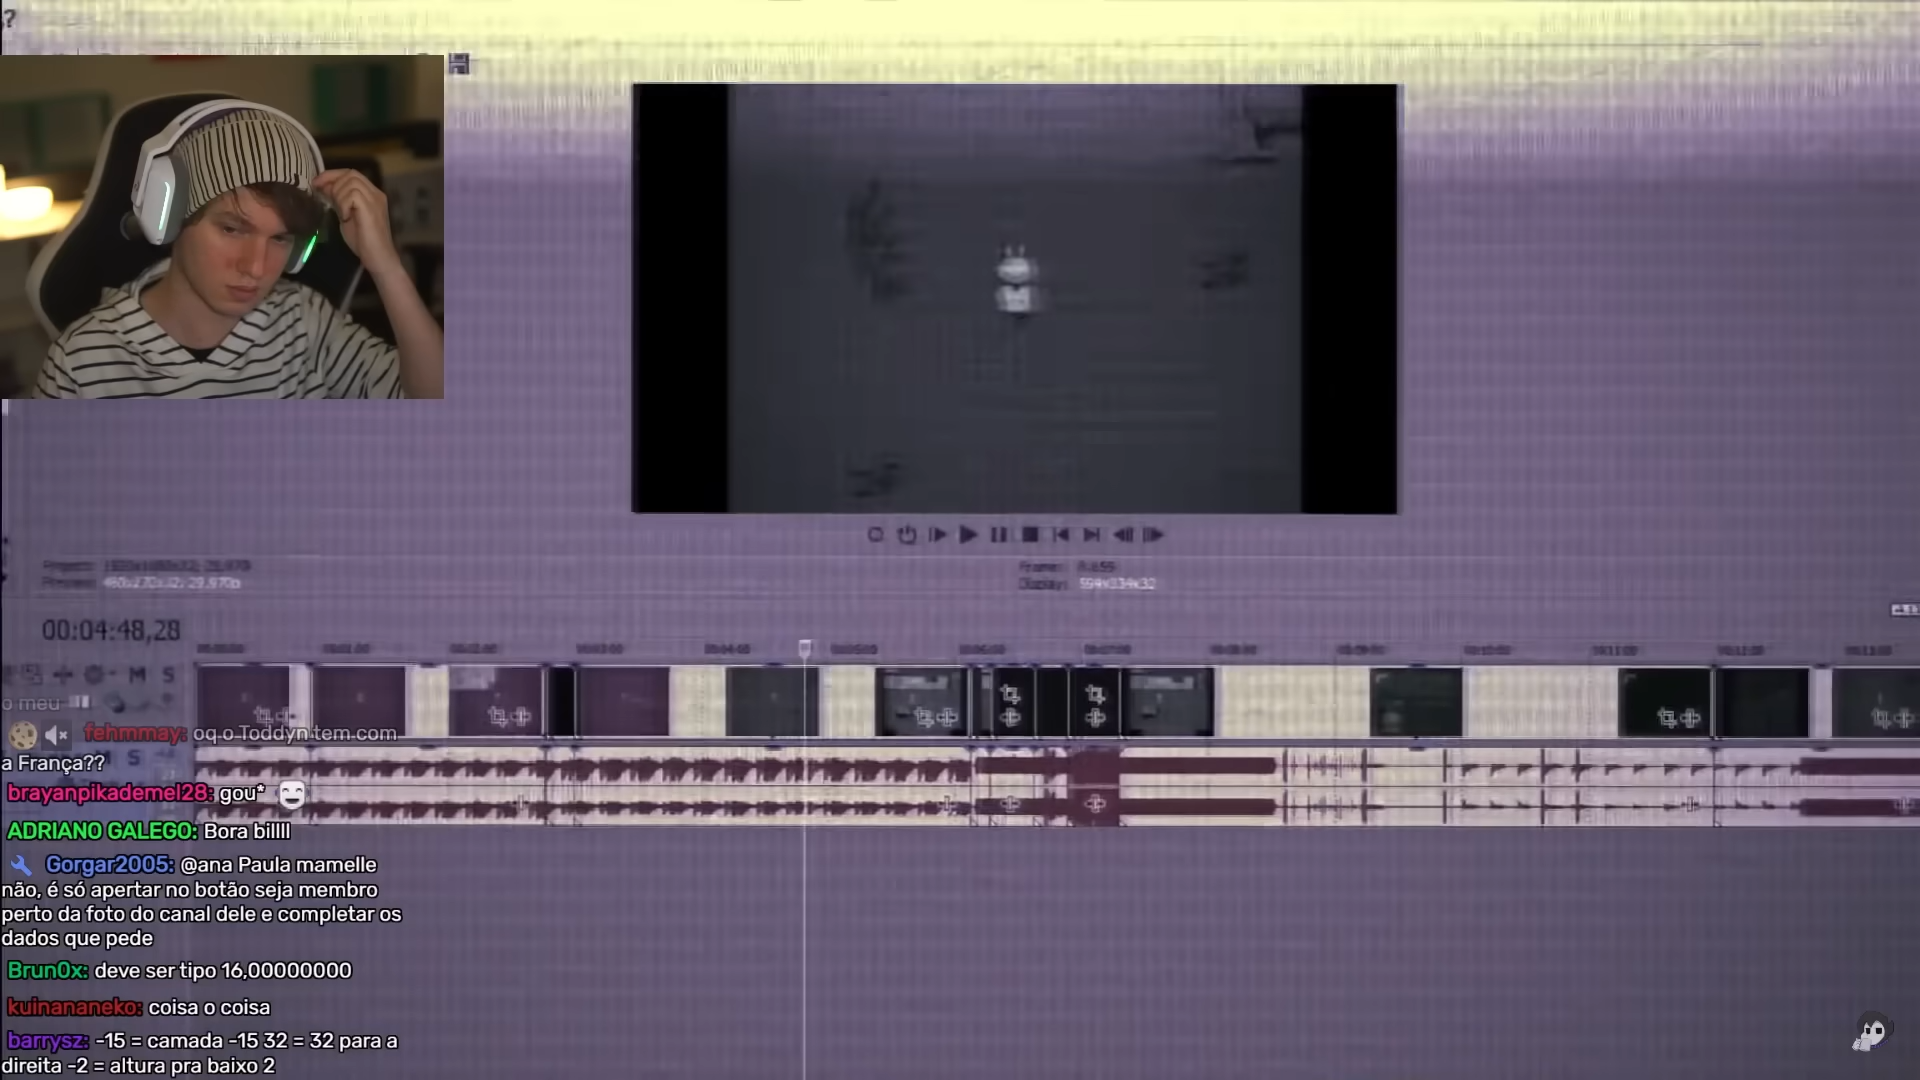 ?
00:04:48,28
M S
o meu
fehmmay: oq o Toddyn tem com
a França??
S
brayanpikademel28: gou*
ADRIANO GALEGO: Bora billll
Gorgar2005: @ana Paula mamelle
não, é só apertar no botão seja membro
perto da foto do canal dele e completar os
dados que pede
Brun0x: deve ser tipo 16,00000000
kuinananeko: coisa o coisa
barrysz: -15 = camada -15 32 = 32 para a
direita -2 = altura pra baixo 2